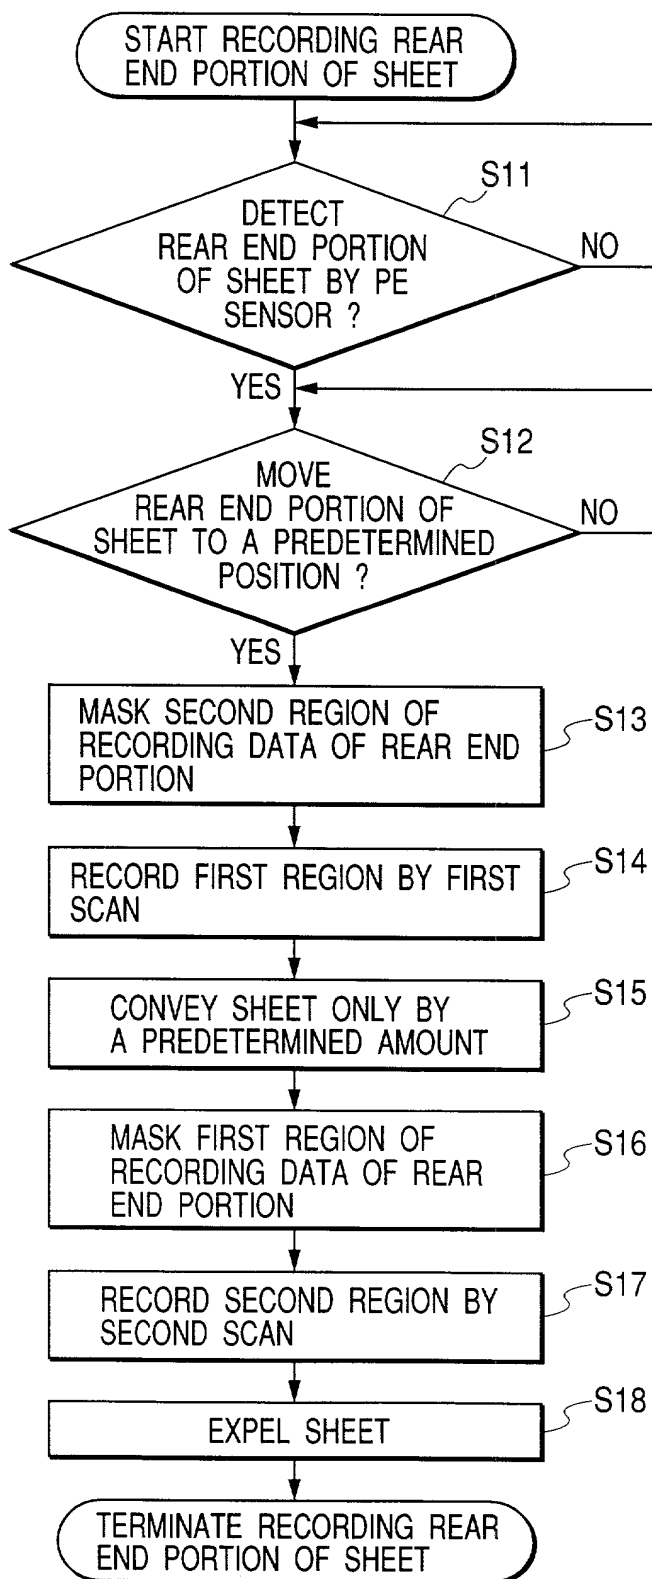 START RECORDING REAR
END PORTION OF SHEET
S11
DETECT
REAR END PORTION
OF SHEET BY PE
SENSOR ?
NO
YES
S12
MOVE
REAR END PORTION OF
SHEET TO A PREDETERMINED
POSITION ?
NO
YES
MASK SECOND REGION OF
RECORDING DATA OF REAR END
PORTION
S13
RECORD FIRST REGION BY FIRST
SCAN
S14
CONVEY SHEET ONLY BY
A PREDETERMINED AMOUNT
S15
MASK FIRST REGION OF
RECORDING DATA OF REAR
END PORTION
S16
RECORD SECOND REGION BY
SECOND SCAN
S17
EXPEL SHEET
S18
TERMINATE RECORDING REAR
END PORTION OF SHEET